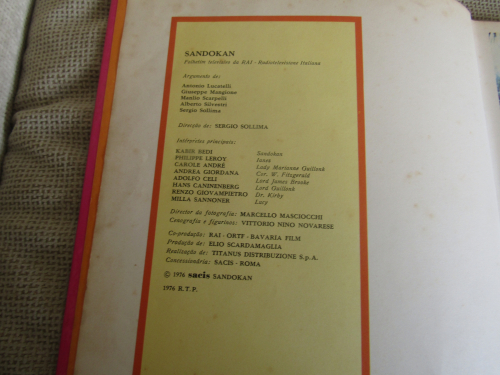 SANDOKAN
Folhetim televisivo da RAI - Radiotelevisione Italiana
Argumento de:
Antonio Lucatelli
Giuseppe Mangione
Manlio Scarpelli
Alberto Silvestri
Sergio Sollima
Direcção de: SERGIO SOLLIMA
Intérpretes principais:
KABIR BEDI Sandokan
PHILIPPE LEROY Ianes
CAROLE ANDRÉ Lady Marianne Guillonk
ANDREA GIORDANA Cor. W. Fitzgerald
ADOLFO CELI Lord James Brooke
HANS CANINENBERG Lord Guillonk
RENZO GIOVAMPIETRO Dr. Kirby
MILLA SANNONER Lucy
Director da fotografia: MARCELLO MASCIOCCHI
Cenografia e figurinos: VITTORIO NINO NOVARESE
Co-produção: RAI - ORTF - BAVARIA FILM
Produção de: ELIO SCARDAMAGLIA
Realização de: TITANUS DISTRIBUZIONE S.p.A.
Concessionária: SACIS - ROMA
© 1976 sacis SANDOKAN
1976 R.T.P.